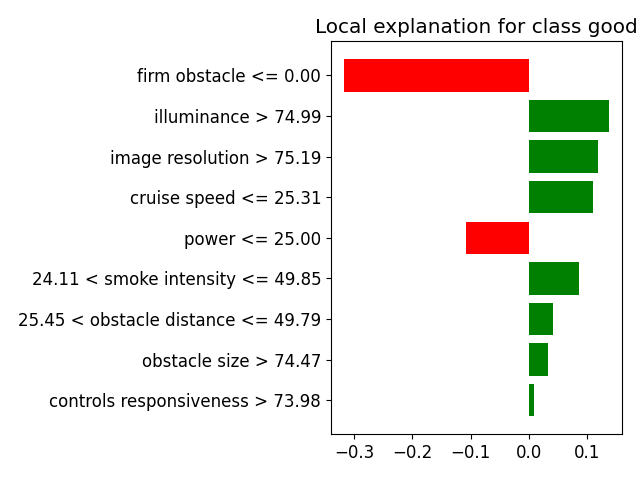 Local explanation for class good
firm obstacle <= 0.00
illuminance > 74.99
image resolution > 75.19
cruise speed <= 25.31
power <= 25.00
24.11 < smoke intensity <= 49.85
25.45 < obstacle distance <= 49.79
obstacle size > 74.47
controls responsiveness > 73.98
−0.3 −0.2 −0.1 0.0 0.1